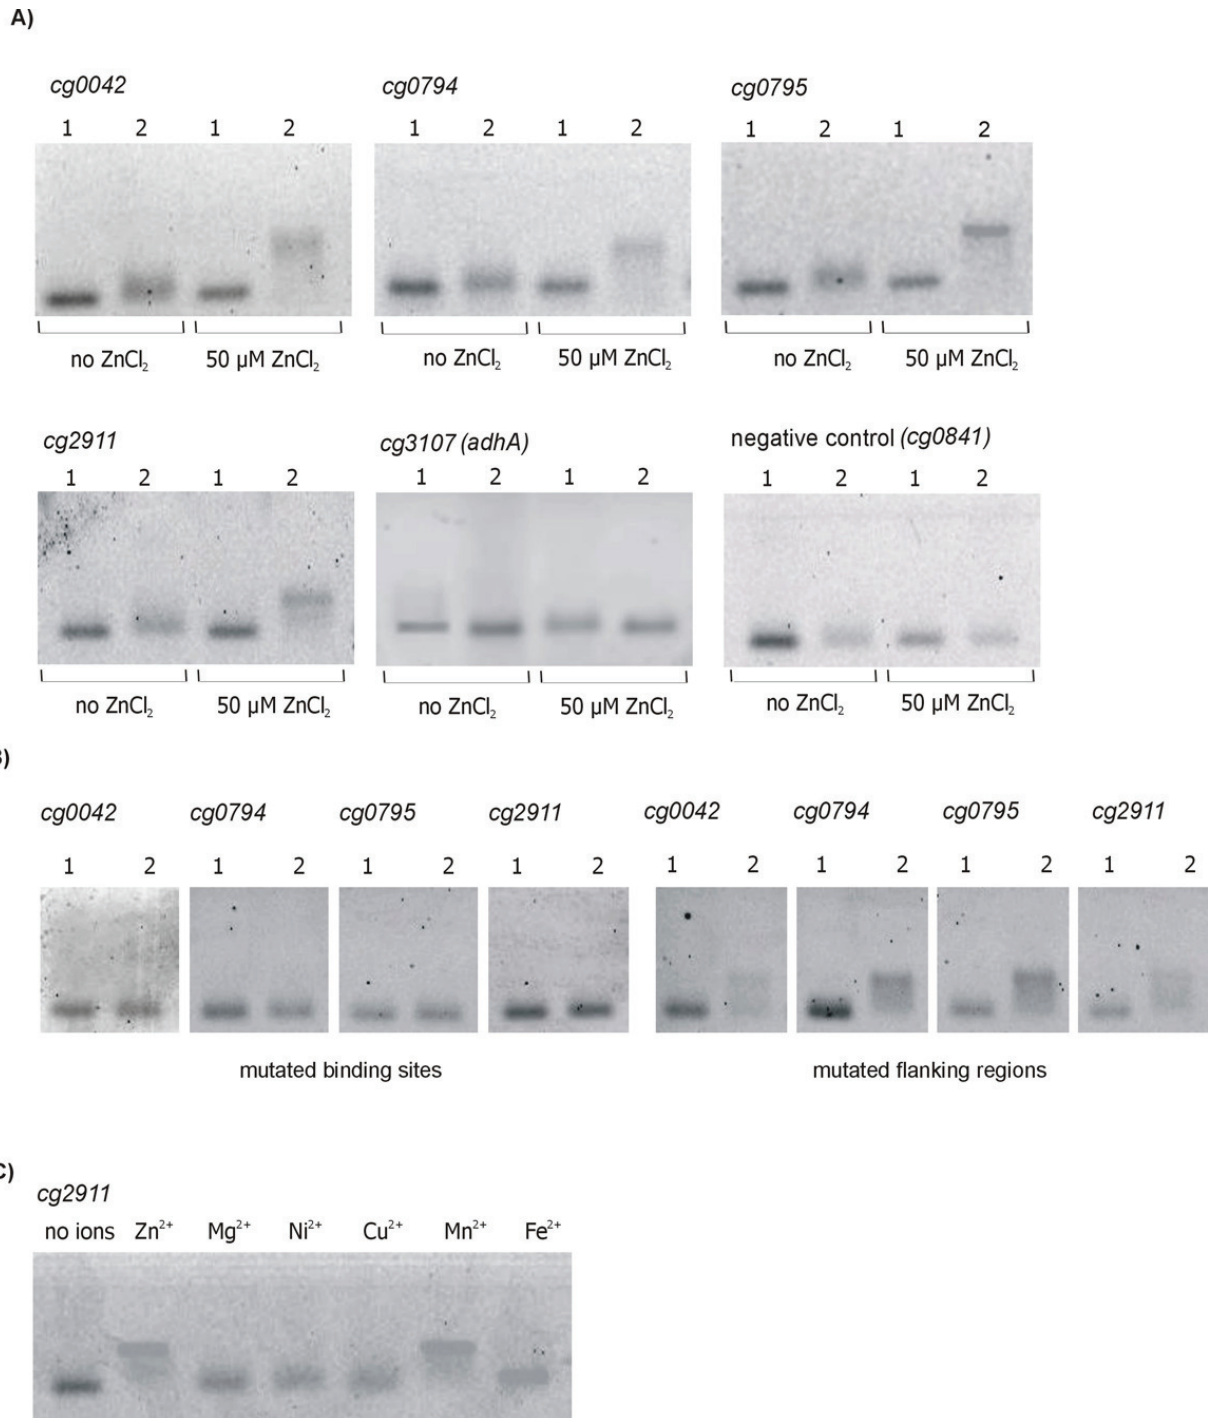 A)
cg0042 cg0794 cg0795
1 2 1 2 1 2 1 2 1 2 1 2
no ZnCl₂ 50 µM ZnCl₂ no ZnCl₂ 50 µM ZnCl₂ no ZnCl₂ 50 µM ZnCl₂
cg2911 cg3107 (adhA) negative control (cg0841)
1 2 1 2 1 2 1 2 1 2 1 2
no ZnCl₂ 50 µM ZnCl₂ no ZnCl₂ 50 µM ZnCl₂ no ZnCl₂ 50 µM ZnCl₂
B)
cg0042 cg0794 cg0795 cg2911 cg0042 cg0794 cg0795 cg2911
1 2 1 2 1 2 1 2 1 2 1 2 1 2 1 2
mutated binding sites mutated flanking regions
C)
cg2911
no ions Zn²⁺ Mg²⁺ Ni²⁺ Cu²⁺ Mn²⁺ Fe²⁺